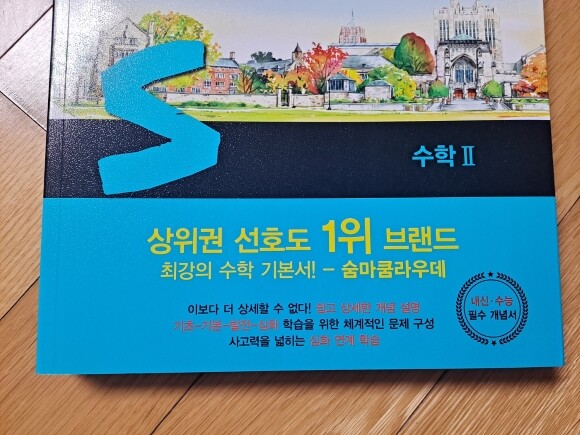 S
수학 II
상위권 선호도 1위 브랜드
최강의 수학 기본서! - 숨마쿰라우데
이보다 더 상세할 수 없다! 쉽고 상세한 개념 설명
기초-기본-발전-심화 학습을 위한 체계적인 문제 구성
사고력을 넓히는 심화 연계 학습
내신·수능
필수 개념서